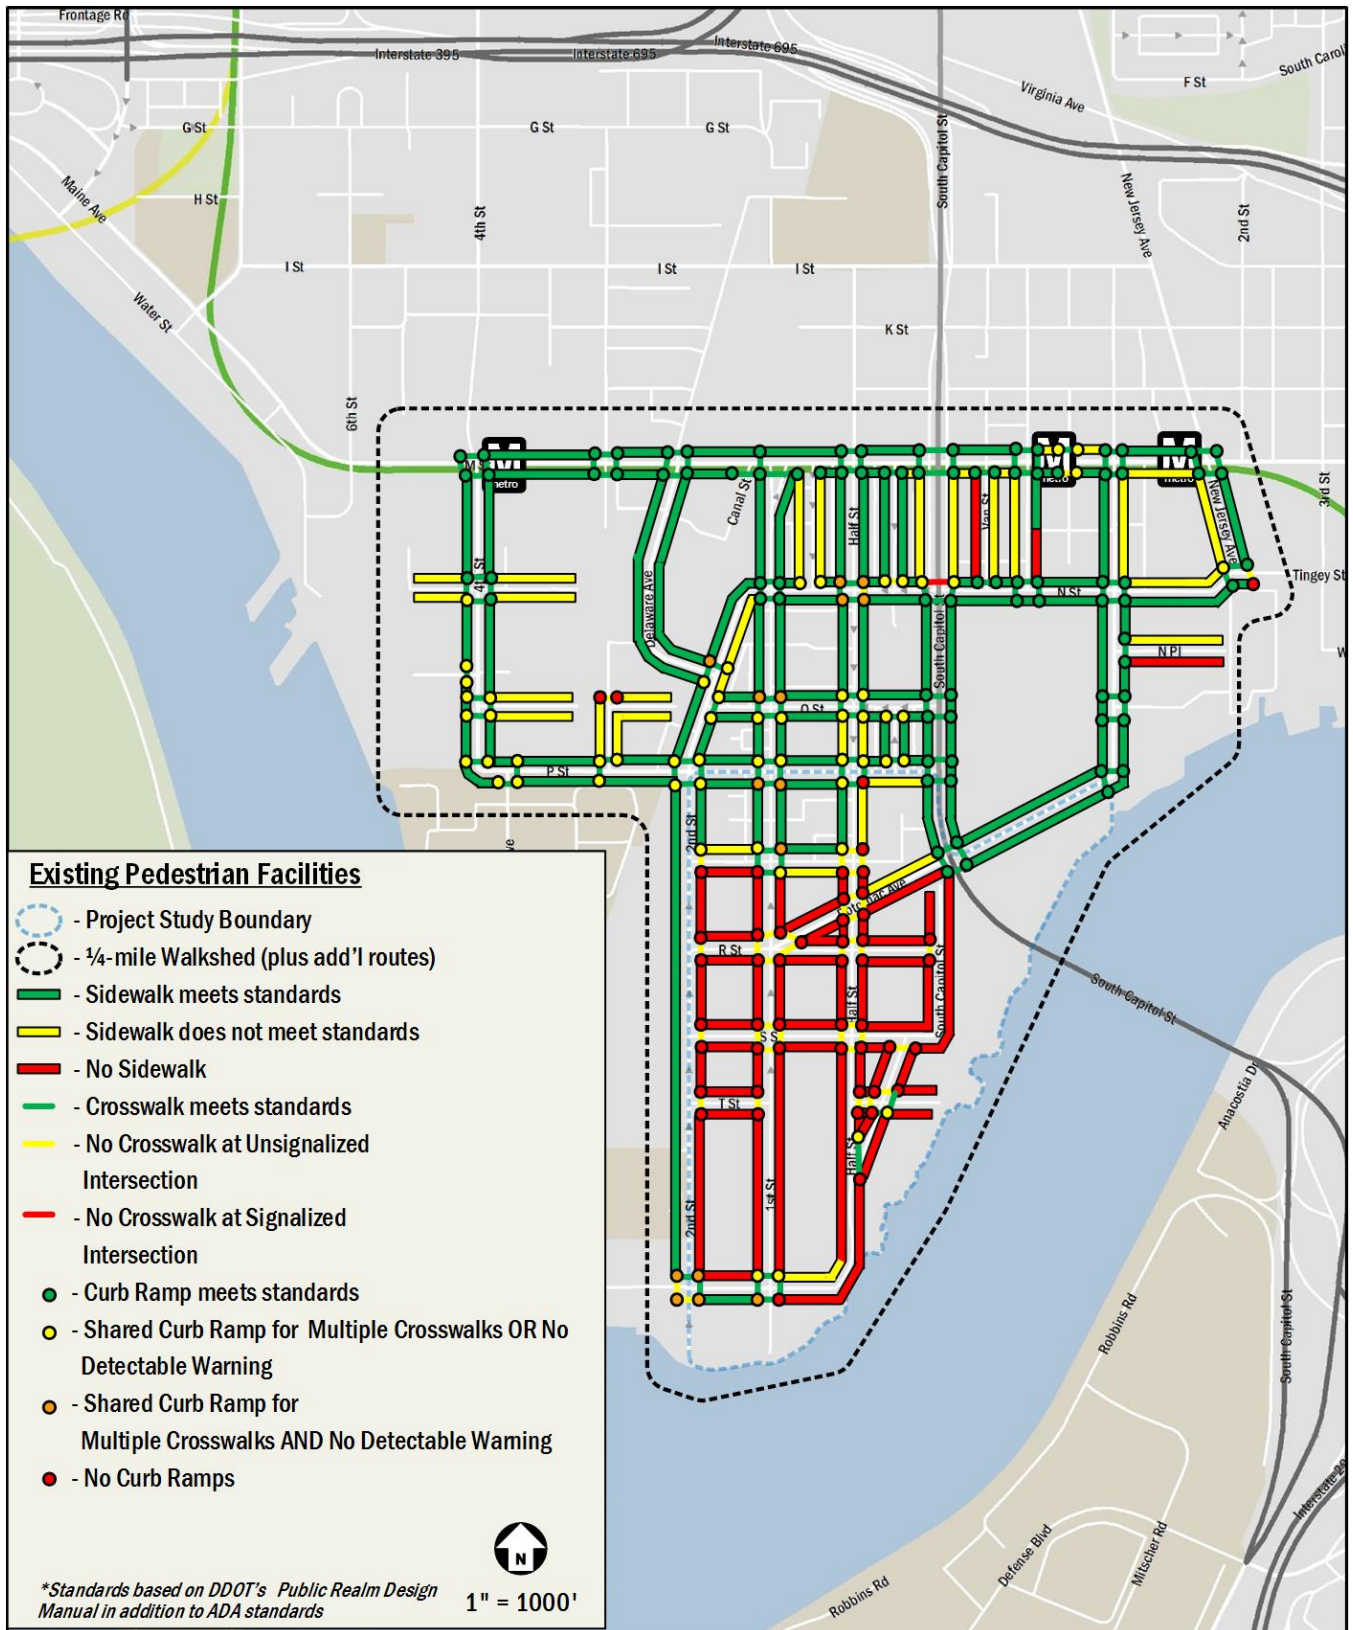 Frontage Rd
Interstate 395
Interstate 695
Interstate 695
South Caroli
F St
Virginia Ave
G St
G St
G St
South Capitol St
Maine Ave
H St
4th St
New Jersey Ave
2nd St
I St
I St
I St
Water St
K St
6th St
M S
metro
metro
metro
3rd St
Canal St
Half St
Van St
New Jersey Ave
4th St
Delaware Ave
N St
Tingey St
South Capitol St
N Pl
W
O St
P St
2nd St
ve
Potomac Ave
R St
Half St
South Capitol St
South Capitol St
S S
T St
Anacostia Dr
Half St
1st St
2nd St
Robbins Rd
South Capitol St
Interstate 29
Defense Blvd
Mitscher Rd
Robbins Rd
Existing Pedestrian Facilities
- Project Study Boundary
- ¼-mile Walkshed (plus add'l routes)
- Sidewalk meets standards
- Sidewalk does not meet standards
- No Sidewalk
- Crosswalk meets standards
- No Crosswalk at Unsignalized
Intersection
- No Crosswalk at Signalized
Intersection
- Curb Ramp meets standards
- Shared Curb Ramp for Multiple Crosswalks OR No
Detectable Warning
- Shared Curb Ramp for
Multiple Crosswalks AND No Detectable Warning
- No Curb Ramps
N
*Standards based on DDOT's Public Realm Design
Manual in addition to ADA standards
1" = 1000'